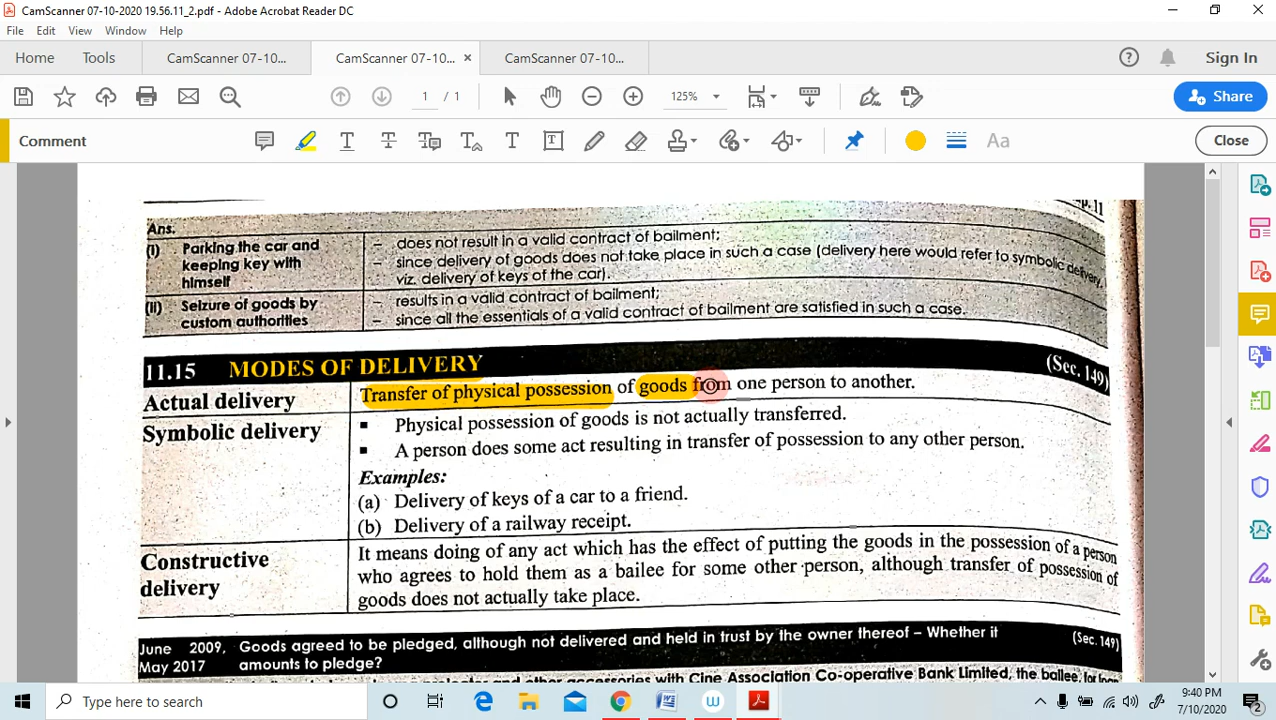 CamScanner 07-10-2020 19.56.11_2.pdf - Adobe Acrobat Reader DC
File Edit View Window Help
Home Tools CamScanner 07-10... CamScanner 07-10... × CamScanner 07-10... Sign In
1 / 1 125% Share
Comment Aa Close
p. 11
Ans.
(i) Parking the car and keeping key with himself
– does not result in a valid contract of bailment;
– since delivery of goods does not take place in such a case (delivery here would refer to symbolic delivery,
viz. delivery of keys of the car).
(ii) Seizure of goods by custom authorities
– results in a valid contract of bailment;
– since all the essentials of a valid contract of bailment are satisfied in such a case.
11.15 MODES OF DELIVERY (Sec. 149)
Actual delivery Transfer of physical possession of goods from one person to another.
Symbolic delivery
▪ Physical possession of goods is not actually transferred.
▪ A person does some act resulting in transfer of possession to any other person.
Examples:
(a) Delivery of keys of a car to a friend.
(b) Delivery of a railway receipt.
Constructive delivery
It means doing of any act which has the effect of putting the goods in the possession of a person
who agrees to hold them as a bailee for some other person, although transfer of possession of
goods does not actually take place.
June 2009, Goods agreed to be pledged, although not delivered and held in trust by the owner thereof – Whether it (Sec. 149)
May 2017 amounts to pledge?
and other accessories with Cine Association Co-operative Bank Limited, the bailee, for loan
Type here to search
9:40 PM
7/10/2020
2